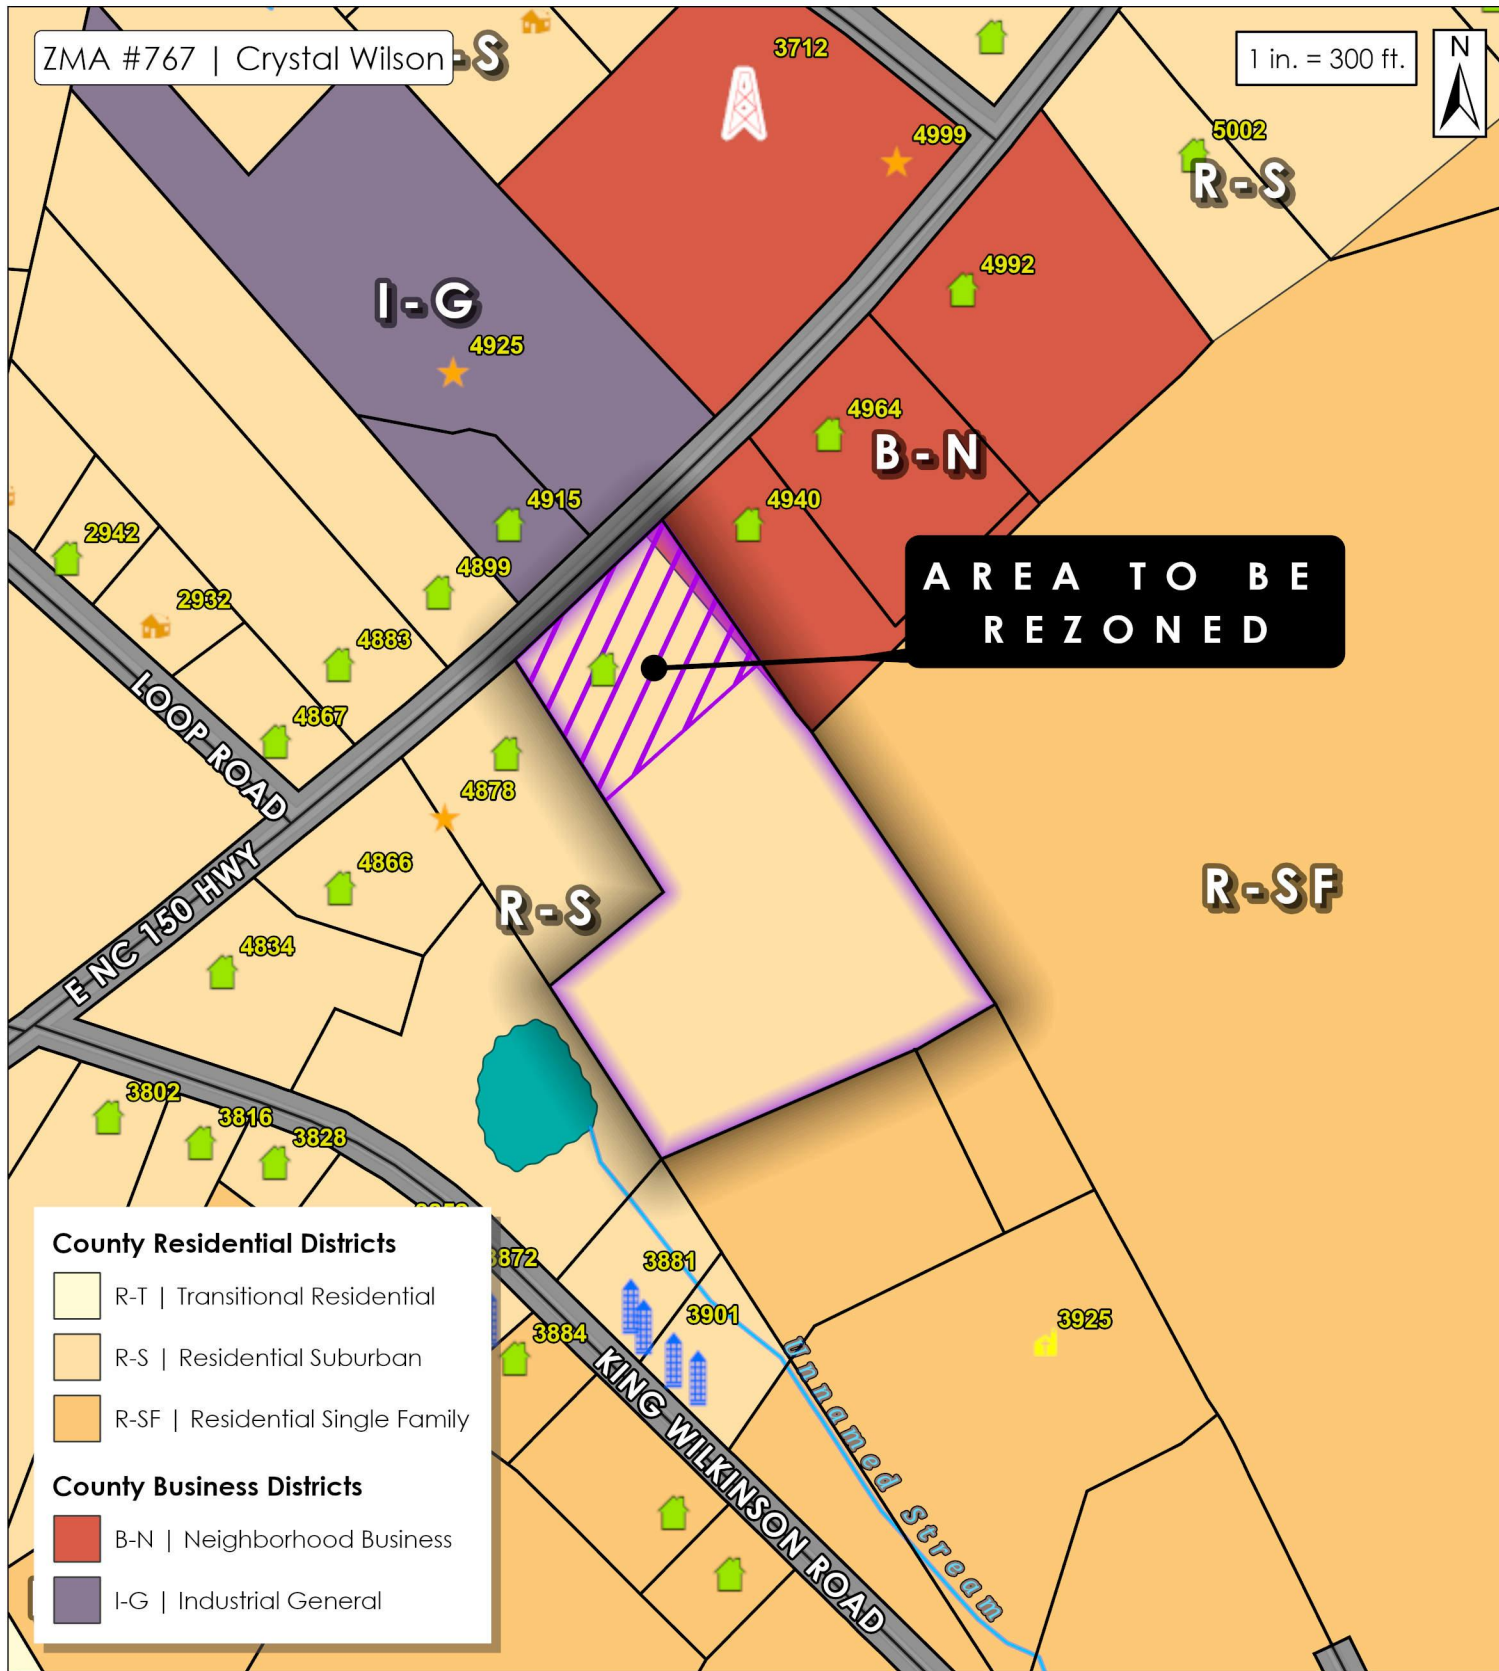 ZMA #767 | Crystal Wilson
-S
3712
1 in. = 300 ft.
N
4999
5002
R-S
4992
I-G
4925
4964
B-N
4915
4940
2942
4899
AREA TO BE
REZONED
2932
4883
LOOP ROAD
4867
4878
E NC 150 HWY
4866
R-S
R-SF
4834
3802
3816
3828
County Residential Districts
R-T | Transitional Residential
R-S | Residential Suburban
R-SF | Residential Single Family
County Business Districts
B-N | Neighborhood Business
I-G | Industrial General
3872
3881
3901
3884
3925
KING WILKINSON ROAD
Unnamed Stream